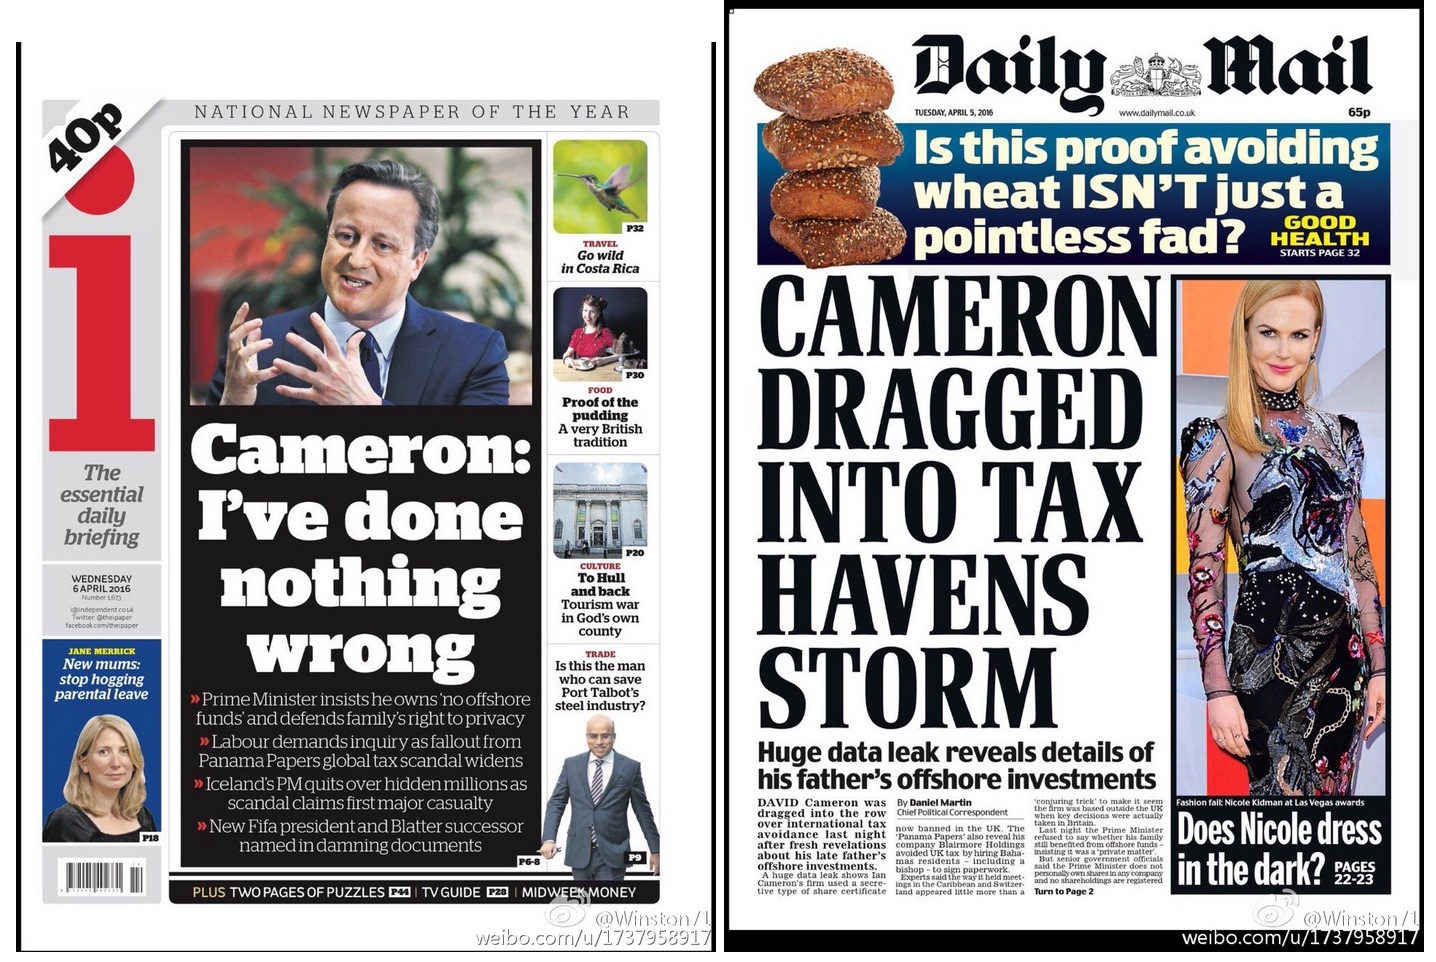 40p
NATIONAL NEWSPAPER OF THE YEAR
i
The
essential
daily
briefing
WEDNESDAY
6 APRIL 2016
Number 1,673
i@independent.co.uk
Twitter: @theipaper
facebook.com/theipaper
JANE MERRICK
New mums:
stop hogging
parental leave
P18
Cameron:
I've done
nothing
wrong
» Prime Minister insists he owns 'no offshore
funds' and defends family's right to privacy
» Labour demands inquiry as fallout from
Panama Papers global tax scandal widens
» Iceland's PM quits over hidden millions as
scandal claims first major casualty
» New Fifa president and Blatter successor
named in damning documents
P6-8
P32
TRAVEL
Go wild
in Costa Rica
P30
FOOD
Proof of the
pudding
A very British
tradition
P20
CULTURE
To Hull
and back
Tourism war
in God's own
county
TRADE
Is this the man
who can save
Port Talbot's
steel industry?
P9
PLUS TWO PAGES OF PUZZLES P44 | TV GUIDE P28 | MIDWEEK MONEY
@Winston/1
weibo.com/u/1737958917
Daily Mail
TUESDAY, APRIL 5, 2016
www.dailymail.co.uk
65p
Is this proof avoiding
wheat ISN'T just a
pointless fad?
GOOD
HEALTH
STARTS PAGE 32
CAMERON
DRAGGED
INTO TAX
HAVENS
STORM
Huge data leak reveals details of
his father's offshore investments
DAVID Cameron was
dragged into the row
over international tax
avoidance last night
after fresh revelations
about his late father's
offshore investments.
A huge data leak shows Ian
Cameron's firm used a secre-
tive type of share certificate
By Daniel Martin
Chief Political Correspondent
now banned in the UK. The
'Panama Papers' also reveal his
company Blairmore Holdings
avoided UK tax by hiring Baha-
mas residents – including a
bishop – to sign paperwork.
Experts said the way it held meet-
ings in the Caribbean and Switzer-
land appeared little more than a
'conjuring trick' to make it seem
the firm was based outside the UK
when key decisions were actually
taken in Britain.
Last night the Prime Minister
refused to say whether his family
still benefited from offshore funds –
insisting it was a 'private matter'.
But senior government officials
said the Prime Minister does not
personally own shares in any company
and no shareholdings are registered
Turn to Page 2
Fashion fail: Nicole Kidman at Las Vegas awards
Does Nicole dress
in the dark? PAGES
22-23
@Winston/1
weibo.com/u/1737958917